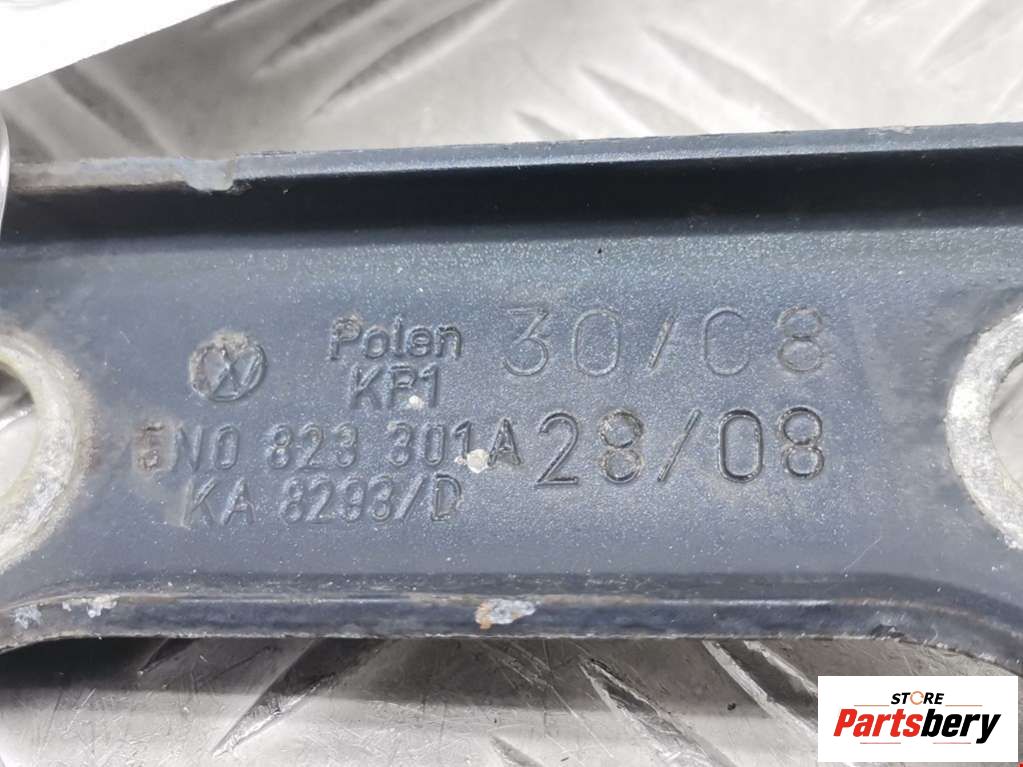 Polen 30/08
KP1
5N0 823 301A 28/08
KA 8293/D
STORE
Partsbery